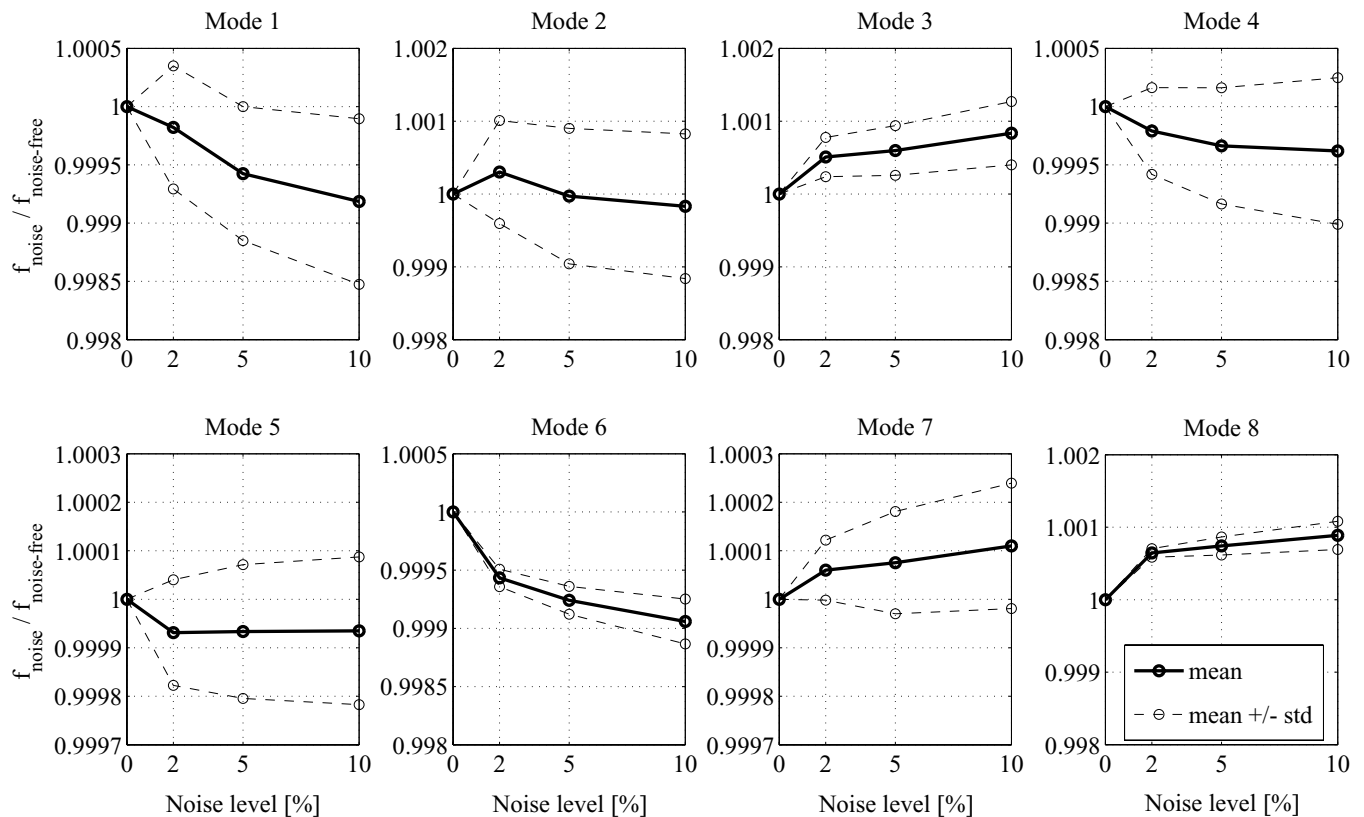 Mode 1
1.0005
1
0.9995
0.999
0.9985
0.998
0 2 5 10
f_noise / f_noise-free
Mode 2
1.002
1.001
1
0.999
0.998
0 2 5 10
Mode 3
1.002
1.001
1
0.999
0.998
0 2 5 10
Mode 4
1.0005
1
0.9995
0.999
0.9985
0.998
0 2 5 10
Mode 5
1.0003
1.0002
1.0001
1
0.9999
0.9998
0.9997
0 2 5 10
f_noise / f_noise-free
Noise level [%]
Mode 6
1.0005
1
0.9995
0.999
0.9985
0.998
0 2 5 10
Noise level [%]
Mode 7
1.0003
1.0002
1.0001
1
0.9999
0.9998
0.9997
0 2 5 10
Noise level [%]
Mode 8
1.002
1.001
1
0.999
0.998
0 2 5 10
Noise level [%]
mean
mean +/- std